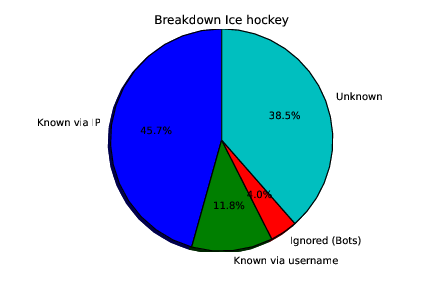 Breakdown Ice hockey
Unknown
38.5%
Known via IP
45.7%
4.0%
11.8%
Ignored (Bots)
Known via username